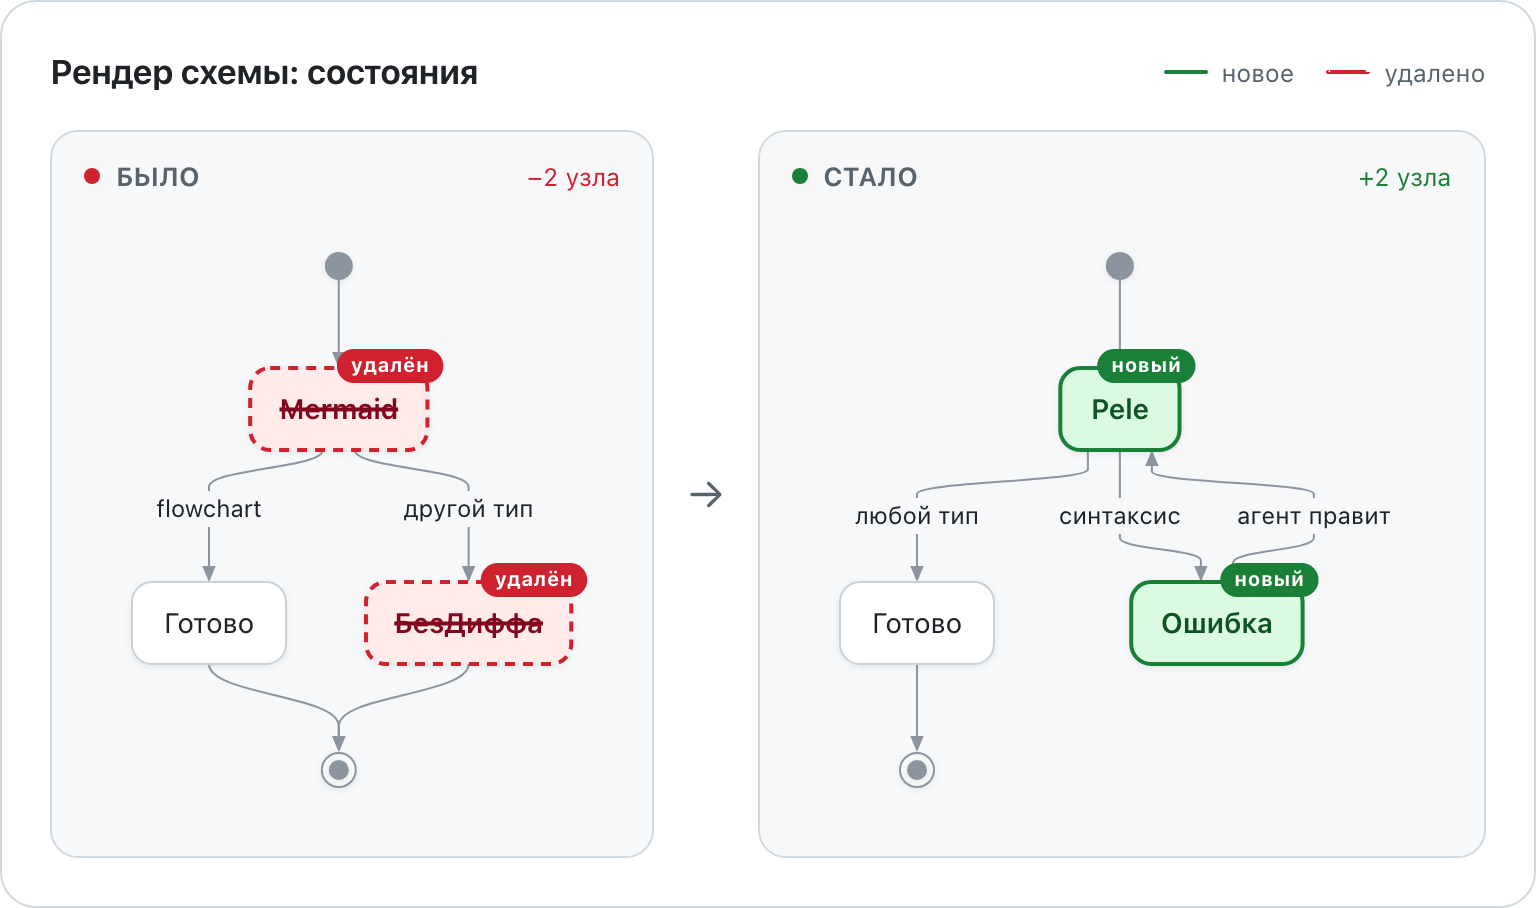 Рендер схемы: состояния
новое
удалено
БЫЛО
−2 узла
удалён
Mermaid
flowchart
другой тип
удалён
Готово
БезДиффа
СТАЛО
+2 узла
новый
Pele
любой тип
синтаксис
агент правит
новый
Готово
Ошибка